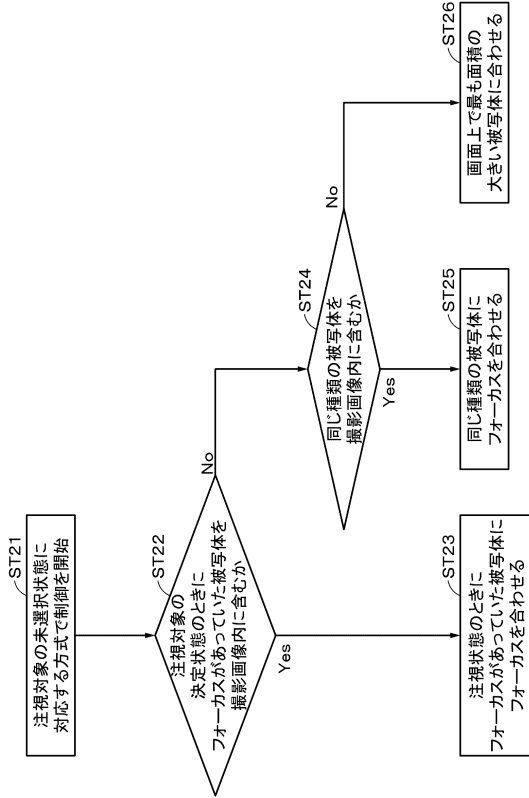 ST21
注視対象の未選択状態に
対応する方式で制御を開始
ST22
注視対象の
決定状態のときに
フォーカスがあっていた被写体を
撮影画像内に含むか
No
Yes
ST23
注視状態のときに
フォーカスがあっていた被写体に
フォーカスを合わせる
ST24
同じ種類の被写体を
撮影画像内に含むか
No
Yes
ST25
同じ種類の被写体に
フォーカスを合わせる
ST26
画面上で最も面積の
大きい被写体に合わせる